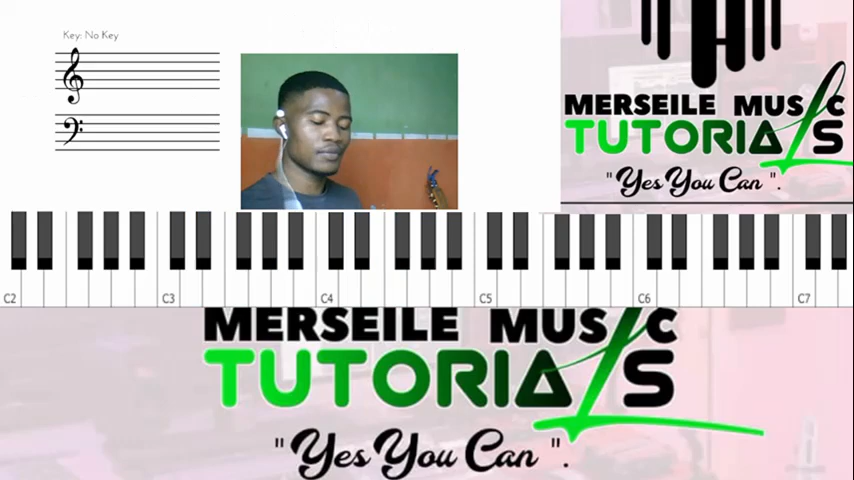 Key: No Key
MERSEILE MUSIC
TUTORIALS
"Yes You Can".
C2 C3 C4 C5 C6 C7
MERSEILE MUSIC
TUTORIALS
"Yes You Can".